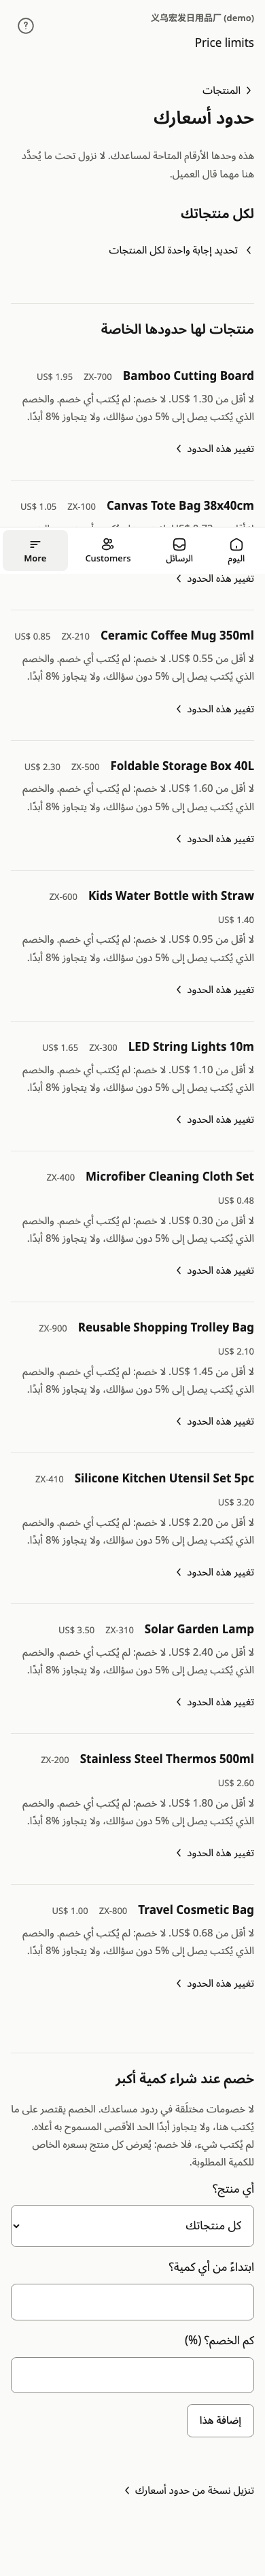 义乌宏发日用品厂 (demo)
Price limits
?
المنتجات
حدود أسعارك
هذه وحدها الأرقام المتاحة لمساعدك. لا نزول تحت ما يُحدَّد
هنا مهما قال العميل.
لكل منتجاتك
تحديد إجابة واحدة لكل المنتجات
منتجات لها حدودها الخاصة
Bamboo Cutting Board ZX-700 US$ 1.95
لا أقل من US$ 1.30. لا خصم: لم يُكتب أي خصم. والخصم
الذي يُكتب يصل إلى 5% دون سؤالك، ولا يتجاوز 8% أبدًا.
تغيير هذه الحدود
Canvas Tote Bag 38x40cm ZX-100 US$ 1.05
اليوم
الرسائل
Customers
More
تغيير هذه الحدود
Ceramic Coffee Mug 350ml ZX-210 US$ 0.85
لا أقل من US$ 0.55. لا خصم: لم يُكتب أي خصم. والخصم
الذي يُكتب يصل إلى 5% دون سؤالك، ولا يتجاوز 8% أبدًا.
تغيير هذه الحدود
Foldable Storage Box 40L ZX-500 US$ 2.30
لا أقل من US$ 1.60. لا خصم: لم يُكتب أي خصم. والخصم
الذي يُكتب يصل إلى 5% دون سؤالك، ولا يتجاوز 8% أبدًا.
تغيير هذه الحدود
Kids Water Bottle with Straw ZX-600
US$ 1.40
لا أقل من US$ 0.95. لا خصم: لم يُكتب أي خصم. والخصم
الذي يُكتب يصل إلى 5% دون سؤالك، ولا يتجاوز 8% أبدًا.
تغيير هذه الحدود
LED String Lights 10m ZX-300 US$ 1.65
لا أقل من US$ 1.10. لا خصم: لم يُكتب أي خصم. والخصم
الذي يُكتب يصل إلى 5% دون سؤالك، ولا يتجاوز 8% أبدًا.
تغيير هذه الحدود
Microfiber Cleaning Cloth Set ZX-400
US$ 0.48
لا أقل من US$ 0.30. لا خصم: لم يُكتب أي خصم. والخصم
الذي يُكتب يصل إلى 5% دون سؤالك، ولا يتجاوز 8% أبدًا.
تغيير هذه الحدود
Reusable Shopping Trolley Bag ZX-900
US$ 2.10
لا أقل من US$ 1.45. لا خصم: لم يُكتب أي خصم. والخصم
الذي يُكتب يصل إلى 5% دون سؤالك، ولا يتجاوز 8% أبدًا.
تغيير هذه الحدود
Silicone Kitchen Utensil Set 5pc ZX-410
US$ 3.20
لا أقل من US$ 2.20. لا خصم: لم يُكتب أي خصم. والخصم
الذي يُكتب يصل إلى 5% دون سؤالك، ولا يتجاوز 8% أبدًا.
تغيير هذه الحدود
Solar Garden Lamp ZX-310 US$ 3.50
لا أقل من US$ 2.40. لا خصم: لم يُكتب أي خصم. والخصم
الذي يُكتب يصل إلى 5% دون سؤالك، ولا يتجاوز 8% أبدًا.
تغيير هذه الحدود
Stainless Steel Thermos 500ml ZX-200
US$ 2.60
لا أقل من US$ 1.80. لا خصم: لم يُكتب أي خصم. والخصم
الذي يُكتب يصل إلى 5% دون سؤالك، ولا يتجاوز 8% أبدًا.
تغيير هذه الحدود
Travel Cosmetic Bag ZX-800 US$ 1.00
لا أقل من US$ 0.68. لا خصم: لم يُكتب أي خصم. والخصم
الذي يُكتب يصل إلى 5% دون سؤالك، ولا يتجاوز 8% أبدًا.
تغيير هذه الحدود
خصم عند شراء كمية أكبر
لا خصومات مختلَقة في ردود مساعدك. الخصم يقتصر على ما
يُكتب هنا، ولا يتجاوز أبدًا الحد الأقصى المسموح به أعلاه.
لم يُكتب شيء، فلا خصم: يُعرض كل منتج بسعره الخاص
للكمية المطلوبة.
أي منتج؟
كل منتجاتك
ابتداءً من أي كمية؟
كم الخصم؟ (%)
إضافة هذا
تنزيل نسخة من حدود أسعارك